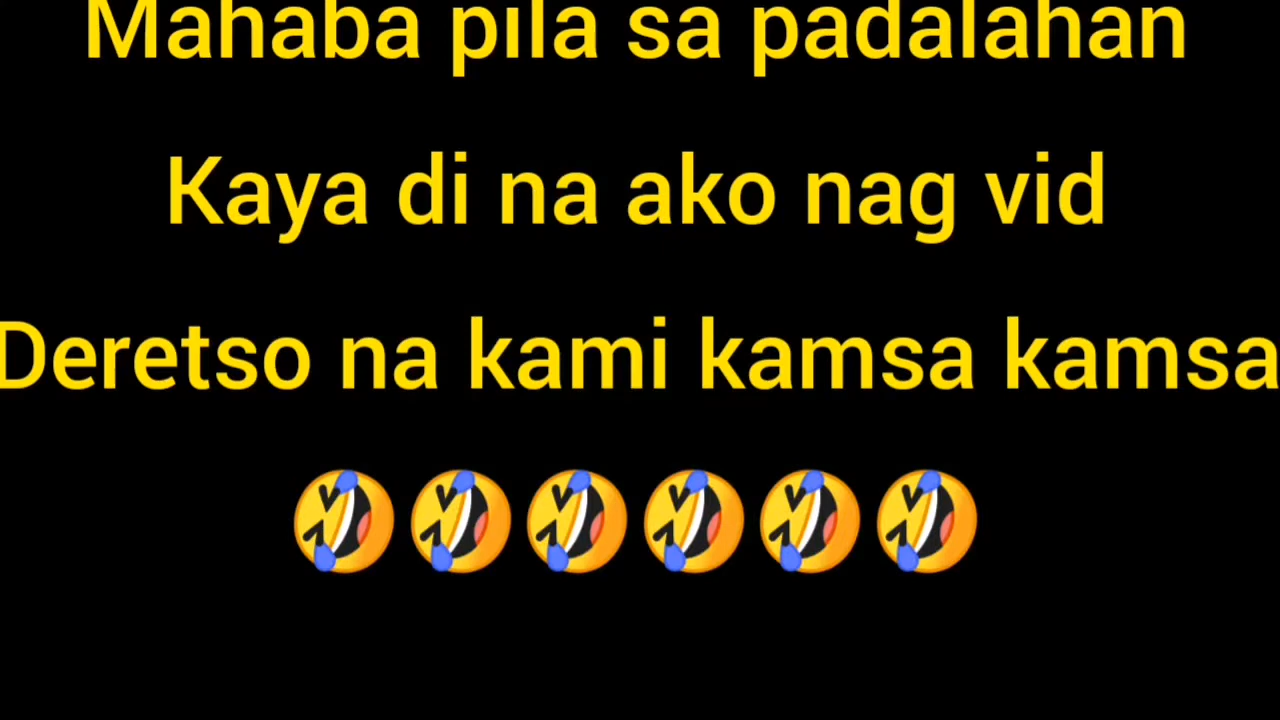 Mahaba pila sa padalahan
Kaya di na ako nag vid
Deretso na kami kamsa kamsa
🤣🤣🤣🤣🤣🤣